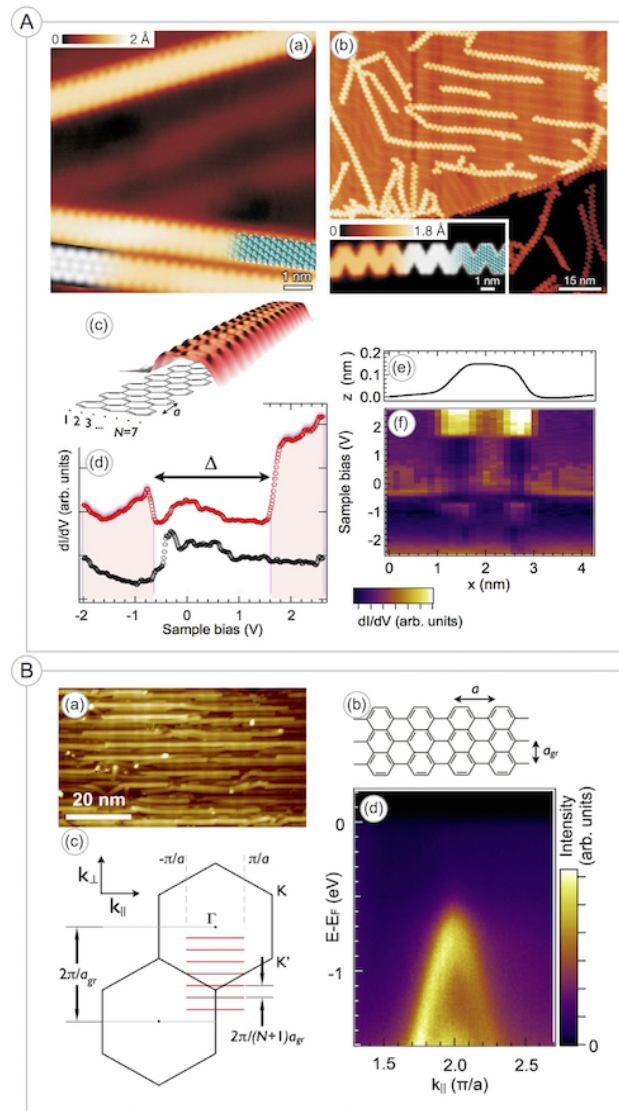 A
0 2 Å
(a)
1 nm
(b)
0 1.8 Å
1 nm
15 nm
(c)
1 2 3 ... N=7
a
(d)
Δ
dI/dV (arb. units)
-2 -1 0 1 2
Sample bias (V)
(e)
z (nm)
0.2
0.1
0.0
(f)
Sample bias (V)
2
1
0
-1
-2
0 1 2 3 4
x (nm)
dI/dV (arb. units)
B
(a)
20 nm
(b)
a
a_gr
(c)
k⊥
k||
-π/a π/a
Γ
K
K'
2π/a_gr
2π/(N+1)a_gr
(d)
E-E_F (eV)
0
-1
1.5 2.0 2.5
k|| (π/a)
Intensity
(arb. units)
0